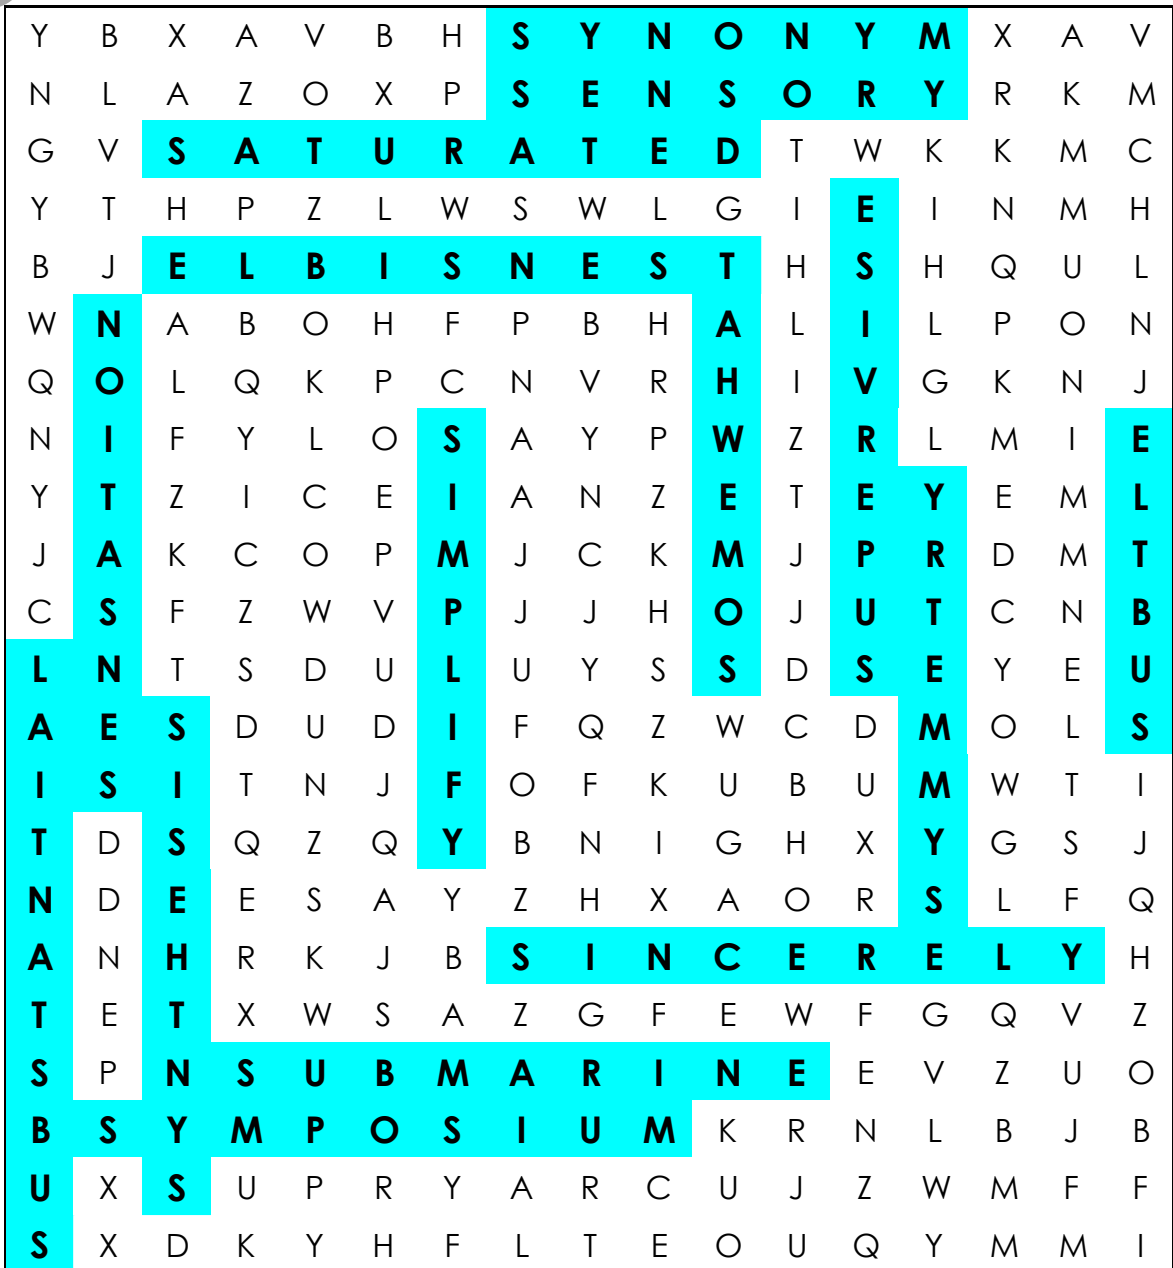 Y B X A V B H S Y N O N Y M X A V
N L A Z O X P S E N S O R Y R K M
G V S A T U R A T E D T W K K M C
Y T H P Z L W S W L G I E I N M H
B J E L B I S N E S T H S H Q U L
W N A B O H F P B H A L I L P O N
Q O L Q K P C N V R H I V G K N J
N I F Y L O S A Y P W Z R L M I E
Y T Z I C E I A N Z E T E Y E M L
J A K C O P M J C K M J P R D M T
C S F Z W V P J J H O J U T C N B
L N T S D U L U Y S S D S E Y E U
A E S D U D I F Q Z W C D M O L S
I S I T N J F O F K U B U M W T I
T D S Q Z Q Y B N I G H X Y G S J
N D E E S A Y Z H X A O R S L F Q
A N H R K J B S I N C E R E L Y H
T E T X W S A Z G F E W F G Q V Z
S P N S U B M A R I N E E V Z U O
B S Y M P O S I U M K R N L B J B
U X S U P R Y A R C U J Z W M F F
S X D K Y H F L T E O U Q Y M M I